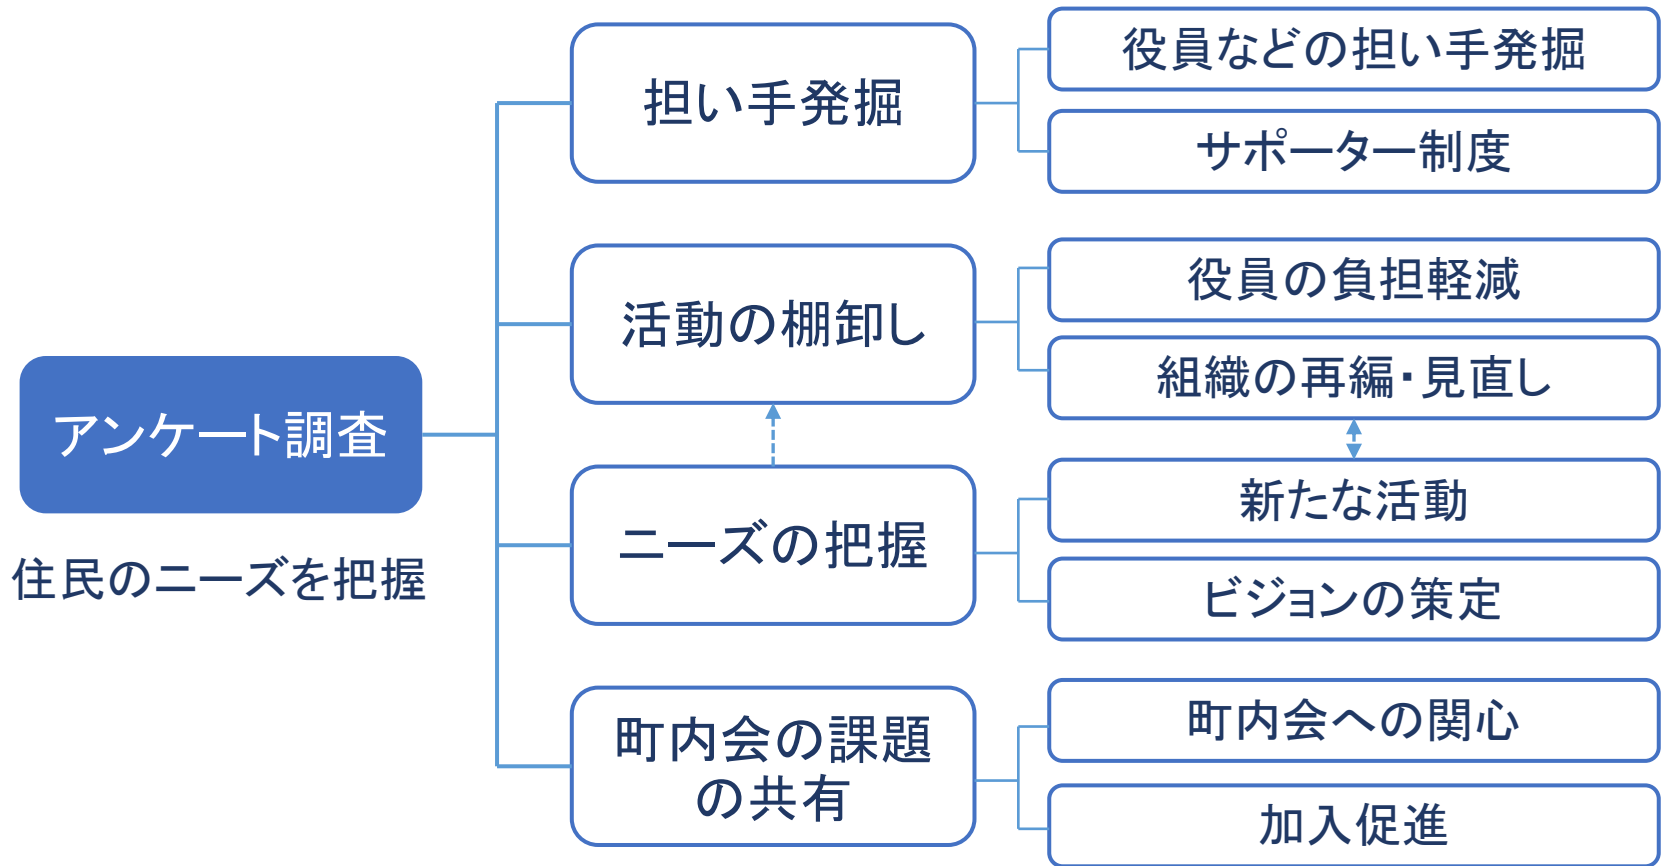 アンケート調査
住民のニーズを把握
担い手発掘
役員などの担い手発掘
サポーター制度
活動の棚卸し
役員の負担軽減
組織の再編・見直し
ニーズの把握
新たな活動
ビジョンの策定
町内会の課題
の共有
町内会への関心
加入促進